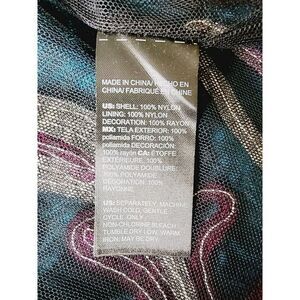 MADE IN CHINA/ HECHO EN
CHINA/ FABRIQUÉ EN CHINE
US: SHELL: 100% NYLON
LINING: 100% NYLON
DECORATION: 100% RAYON
MX: TELA EXTERIOR: 100%
poliamida FORRO: 100%
poliamida DECORACIÓN:
100% rayón CA: ÉTOFFE
EXTÉRIEURE: 100%
POLYAMIDE DOUBLURE:
100% POLYAMIDE
DÉCORATION: 100%
RAYONNE
US: SEPARATELY, MACHINE
WASH COLD, GENTLE
CYCLE. ONLY
NON-CHLORINE BLEACH
TUMBLE DRY LOW. WARM
IRON. MAY BE DRY